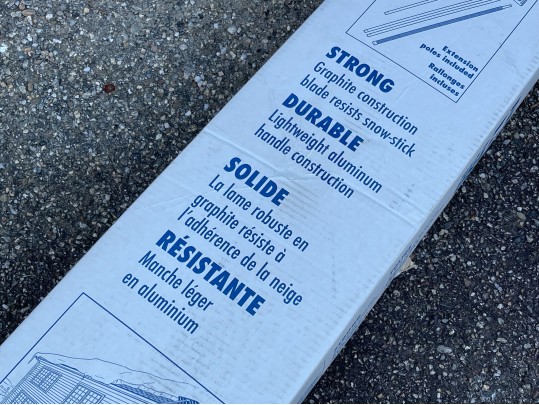 Extension
poles included
Rallonges
incluses
STRONG
Graphite construction
blade resists snow-stick
DURABLE
Lightweight aluminum
handle construction
SOLIDE
La lame robuste en
graphite résiste à
l'adhérence de la neige
RÉSISTANTE
Manche léger
en aluminium